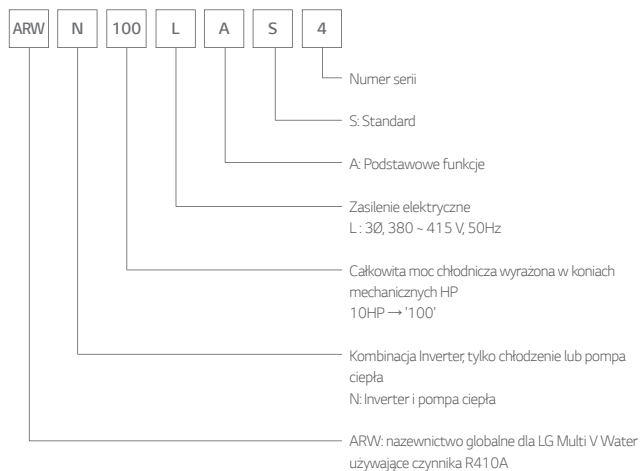 ARW N 100 L A S 4
Numer serii
S: Standard
A: Podstawowe funkcje
Zasilenie elektryczne
L : 3Ø, 380 ~ 415 V, 50Hz
Całkowita moc chłodnicza wyrażona w koniach
mechanicznych HP
10HP → '100'
Kombinacja Inverter, tylko chłodzenie lub pompa
ciepła
N: Inverter i pompa ciepła
ARW: nazewnictwo globalne dla LG Multi V Water
używające czynnika R410A